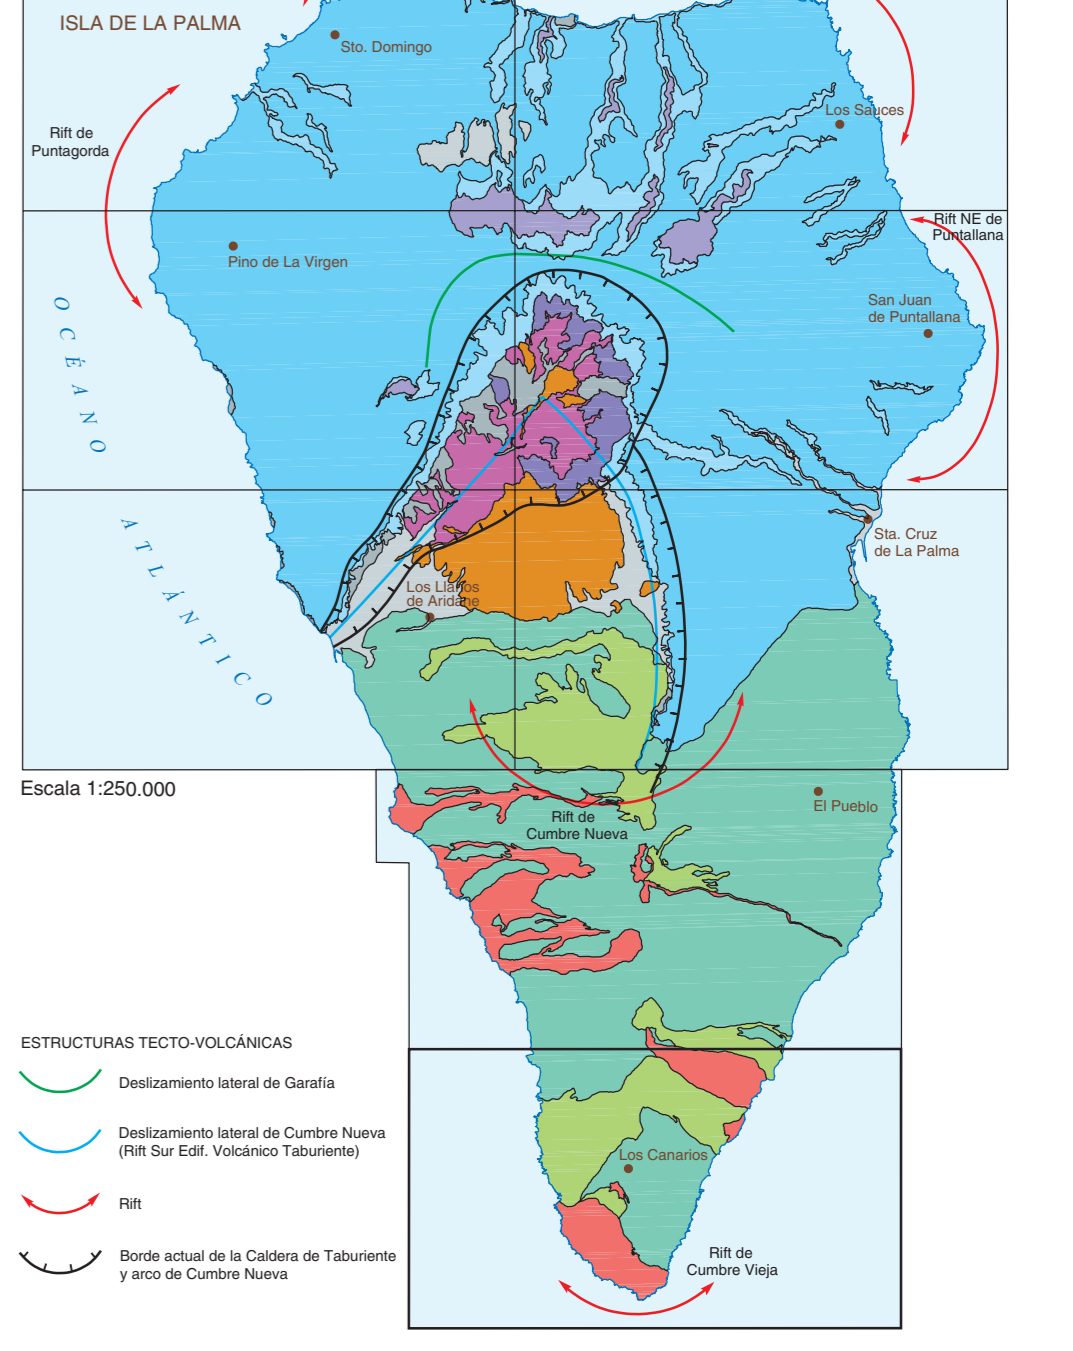 ISLA DE LA PALMA
Sto. Domingo
Los Sauces
Rift de
Puntagorda
Rift NE de
Puntallana
Pino de La Virgen
San Juan
de Puntallana
OCÉANO
ATLÁNTICO
Sta. Cruz
de La Palma
Los Llanos
de Aridane
Escala 1:250.000
El Pueblo
Rift de
Cumbre Nueva
ESTRUCTURAS TECTO-VOLCÁNICAS
Deslizamiento lateral de Garafía
Deslizamiento lateral de Cumbre Nueva
(Rift Sur Edif. Volcánico Taburiente)
Rift
Borde actual de la Caldera de Taburiente
y arco de Cumbre Nueva
Los Canarios
Rift de
Cumbre Vieja